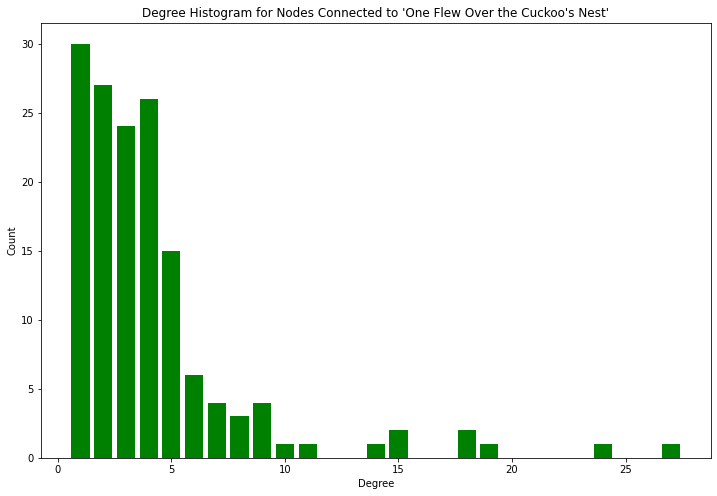 Degree Histogram for Nodes Connected to 'One Flew Over the Cuckoo's Nest'
30
25
20
15
10
5
0
Count
0 5 10 15 20 25
Degree